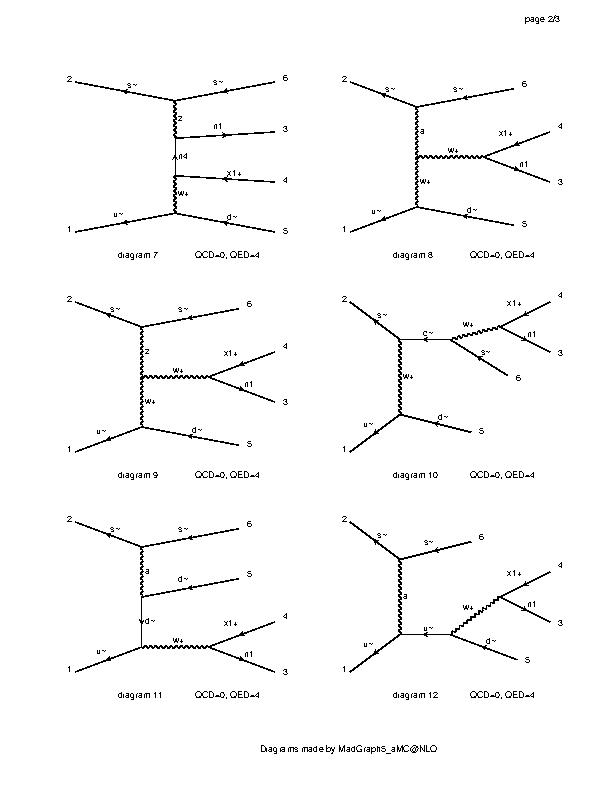 page 2/3
2 s~ s~ 6
z
n1 3
n4
x1+ 4
w+
u~ d~
1 5
diagram 7 QCD=0, QED=4
2 s~ s~ 6
a x1+ 4
w+
w+ n1 3
u~ d~
1 5
diagram 8 QCD=0, QED=4
2 s~ s~ 6
z x1+ 4
w+
w+ n1 3
u~ d~
1 5
diagram 9 QCD=0, QED=4
2 x1+ 4
s~ w+
c~ n1 3
s~ 6
w+
u~ d~ 5
1
diagram 10 QCD=0, QED=4
2 s~ s~ 6
a
d~ 5
d~ x1+ 4
u~ w+
n1
1 3
diagram 11 QCD=0, QED=4
2 s~ s~ 6
x1+ 4
a w+
n1 3
u~ u~ d~
1 5
diagram 12 QCD=0, QED=4
Diagrams made by MadGraph5_aMC@NLO